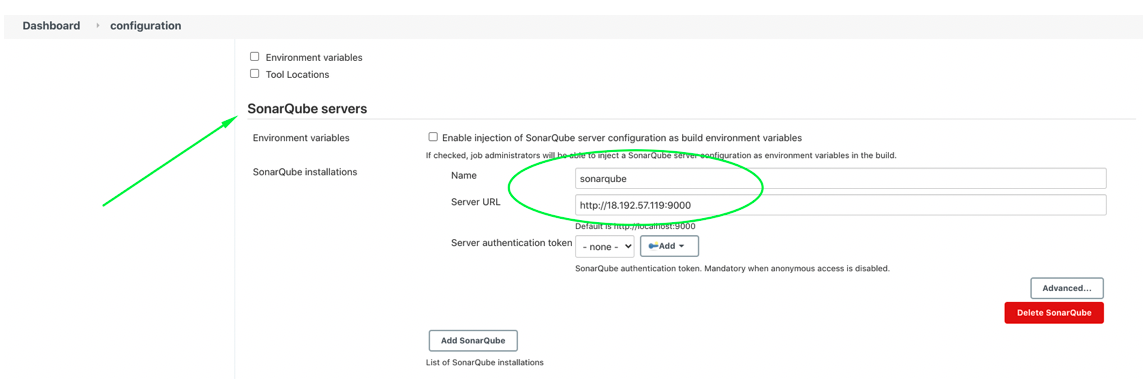 Dashboard › configuration
Environment variables
Tool Locations
SonarQube servers
Environment variables
Enable injection of SonarQube server configuration as build environment variables
If checked, job administrators will be able to inject a SonarQube server configuration as environment variables in the build.
SonarQube installations
Name
sonarqube
Server URL
http://18.192.57.119:9000
Default is http://localhost:9000
Server authentication token
- none -
Add
SonarQube authentication token. Mandatory when anonymous access is disabled.
Advanced...
Delete SonarQube
Add SonarQube
List of SonarQube installations